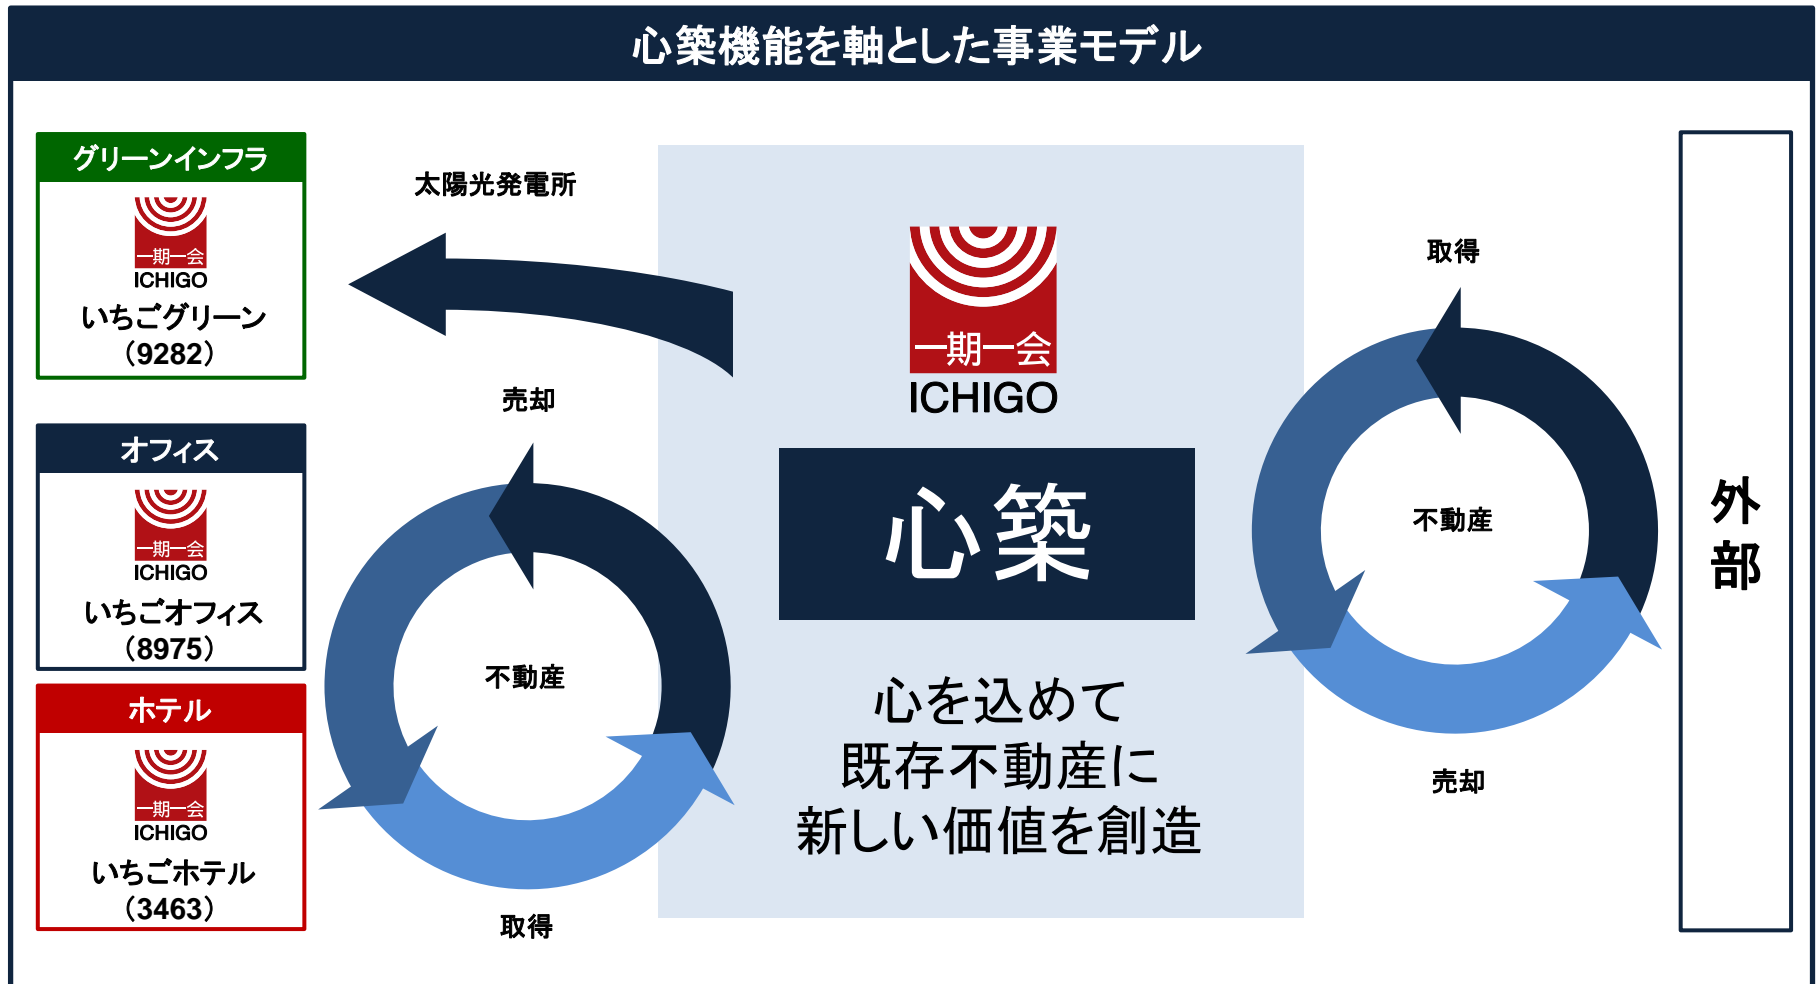 心築機能を軸とした事業モデル
グリーンインフラ
一期一会
ICHIGO
いちごグリーン
（9282）
オフィス
一期一会
ICHIGO
いちごオフィス
（8975）
ホテル
一期一会
ICHIGO
いちごホテル
（3463）
太陽光発電所
売却
不動産
取得
一期一会
ICHIGO
心築
心を込めて
既存不動産に
新しい価値を創造
取得
不動産
売却
外
部